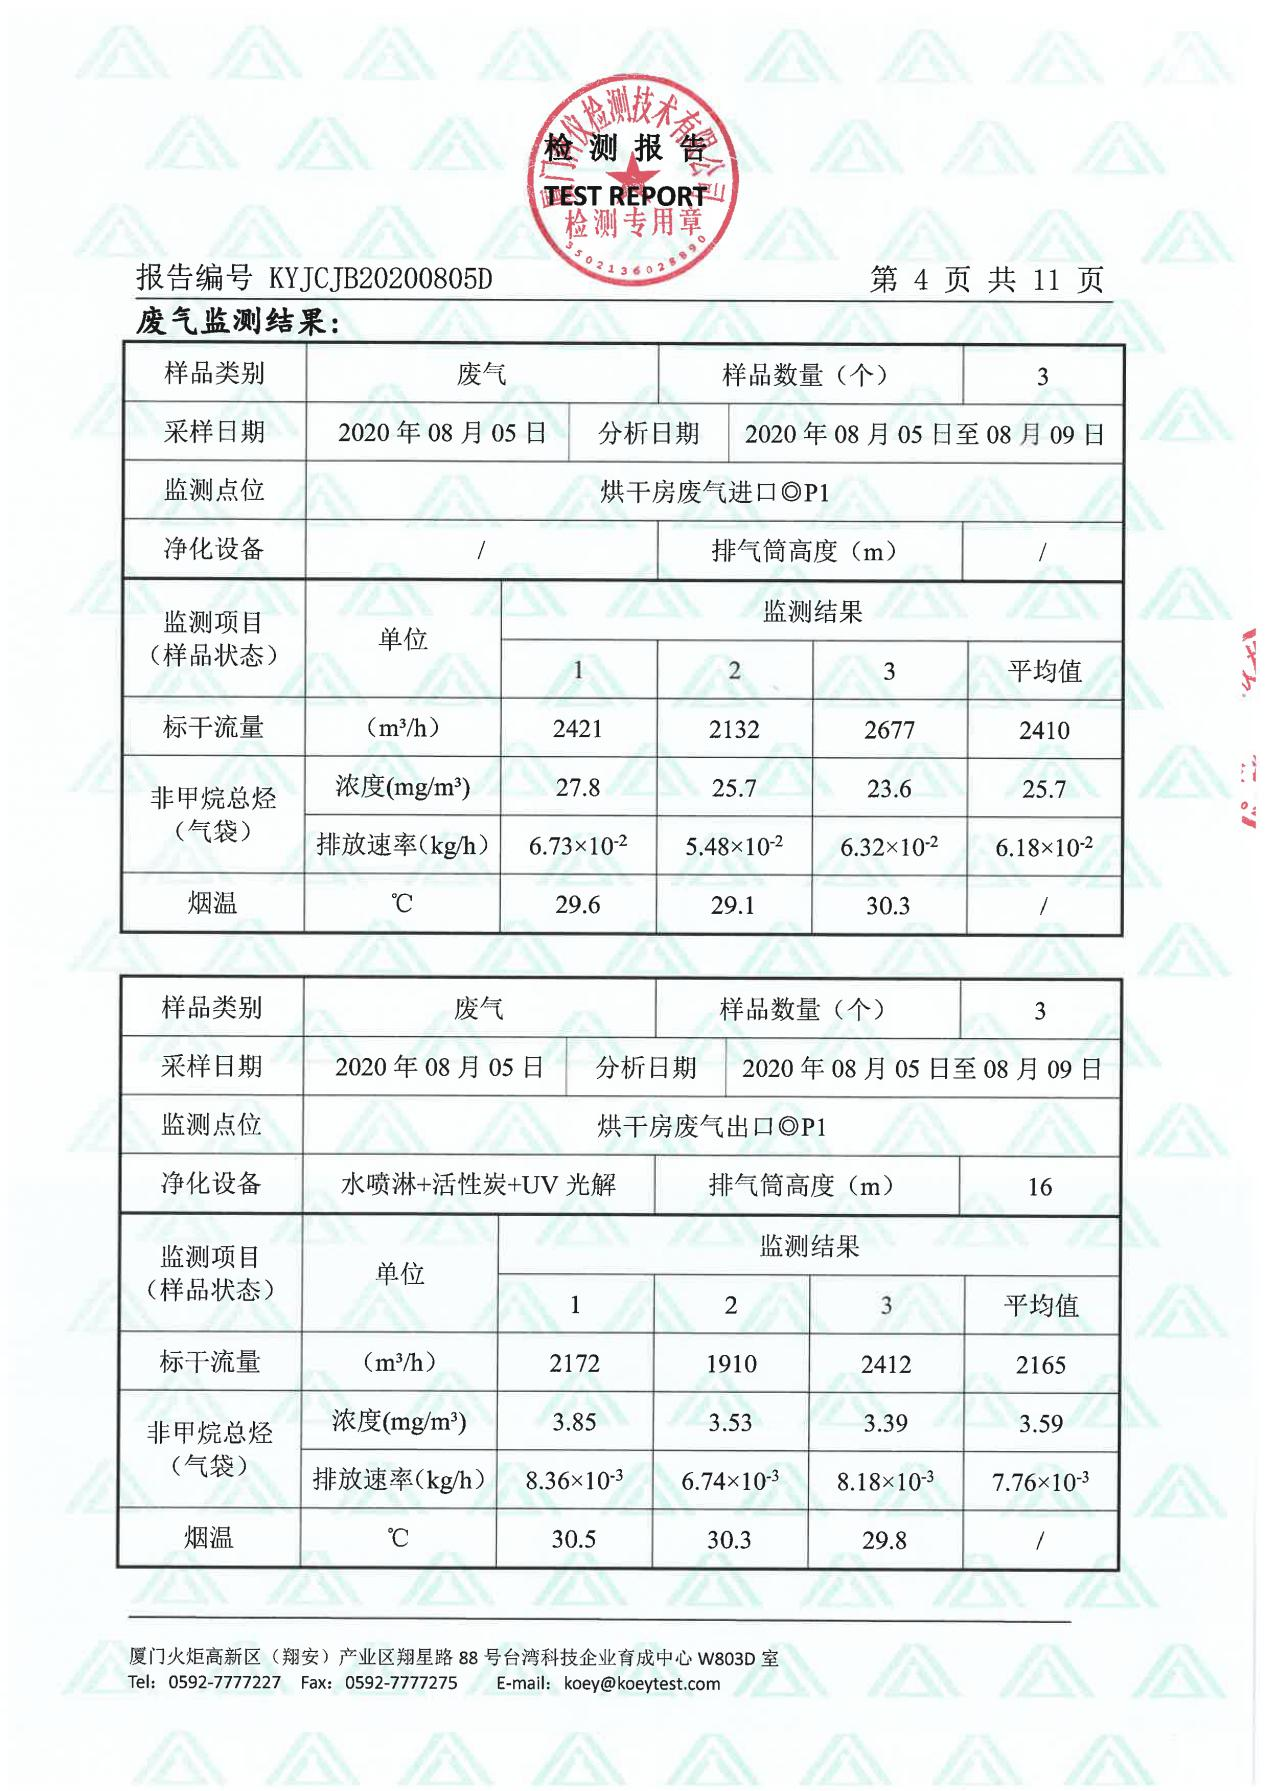 检 测 报 告
TEST REPORT
检测专用章
3502136028890
报告编号 KYJCJB20200805D 第 4 页 共 11 页
废气监测结果：
样品类别 废气 样品数量（个） 3
采样日期 2020 年 08 月 05 日 分析日期 2020 年 08 月 05 日至 08 月 09 日
监测点位 烘干房废气进口◎P1
净化设备 / 排气筒高度（m） /
监测项目（样品状态） 单位 监测结果
1 2 3 平均值
标干流量 （m³/h） 2421 2132 2677 2410
非甲烷总烃（气袋） 浓度(mg/m³) 27.8 25.7 23.6 25.7
排放速率(kg/h) 6.73×10⁻² 5.48×10⁻² 6.32×10⁻² 6.18×10⁻²
烟温 ℃ 29.6 29.1 30.3 /
样品类别 废气 样品数量（个） 3
采样日期 2020 年 08 月 05 日 分析日期 2020 年 08 月 05 日至 08 月 09 日
监测点位 烘干房废气出口◎P1
净化设备 水喷淋+活性炭+UV 光解 排气筒高度（m） 16
监测项目（样品状态） 单位 监测结果
1 2 3 平均值
标干流量 （m³/h） 2172 1910 2412 2165
非甲烷总烃（气袋） 浓度(mg/m³) 3.85 3.53 3.39 3.59
排放速率(kg/h) 8.36×10⁻³ 6.74×10⁻³ 8.18×10⁻³ 7.76×10⁻³
烟温 ℃ 30.5 30.3 29.8 /
厦门火炬高新区（翔安）产业区翔星路 88 号台湾科技企业育成中心 W803D 室
Tel: 0592-7777227 Fax: 0592-7777275 E-mail: koey@koeytest.com